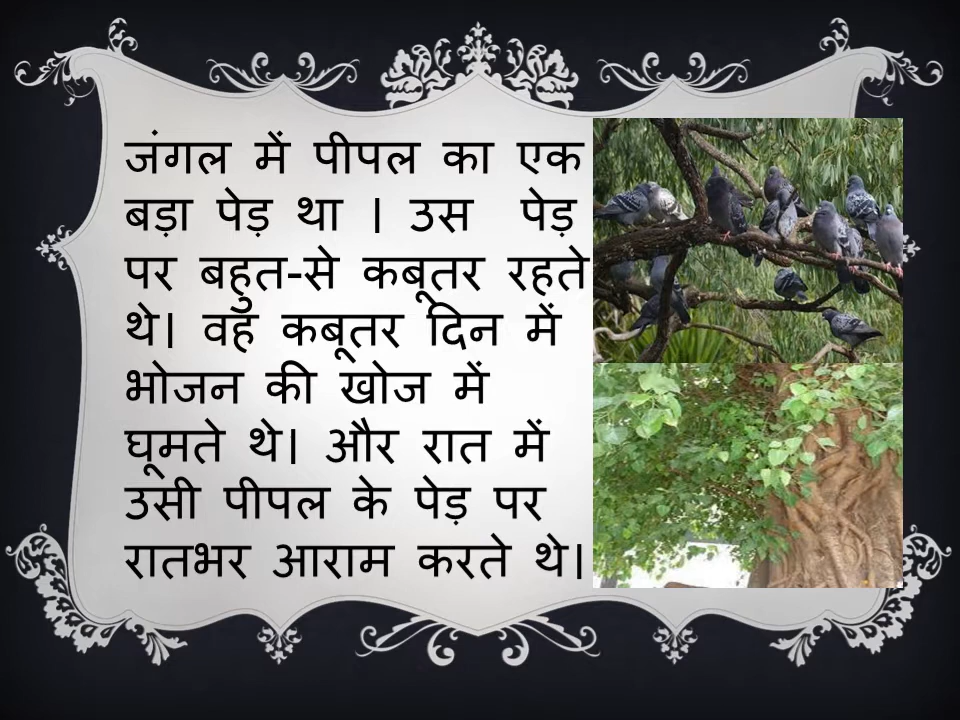 जंगल में पीपल का एक
बड़ा पेड़ था । उस पेड़
पर बहुत-से कबूतर रहते
थे। वह कबूतर दिन में
भोजन की खोज में
घूमते थे। और रात में
उसी पीपल के पेड़ पर
रातभर आराम करते थे।